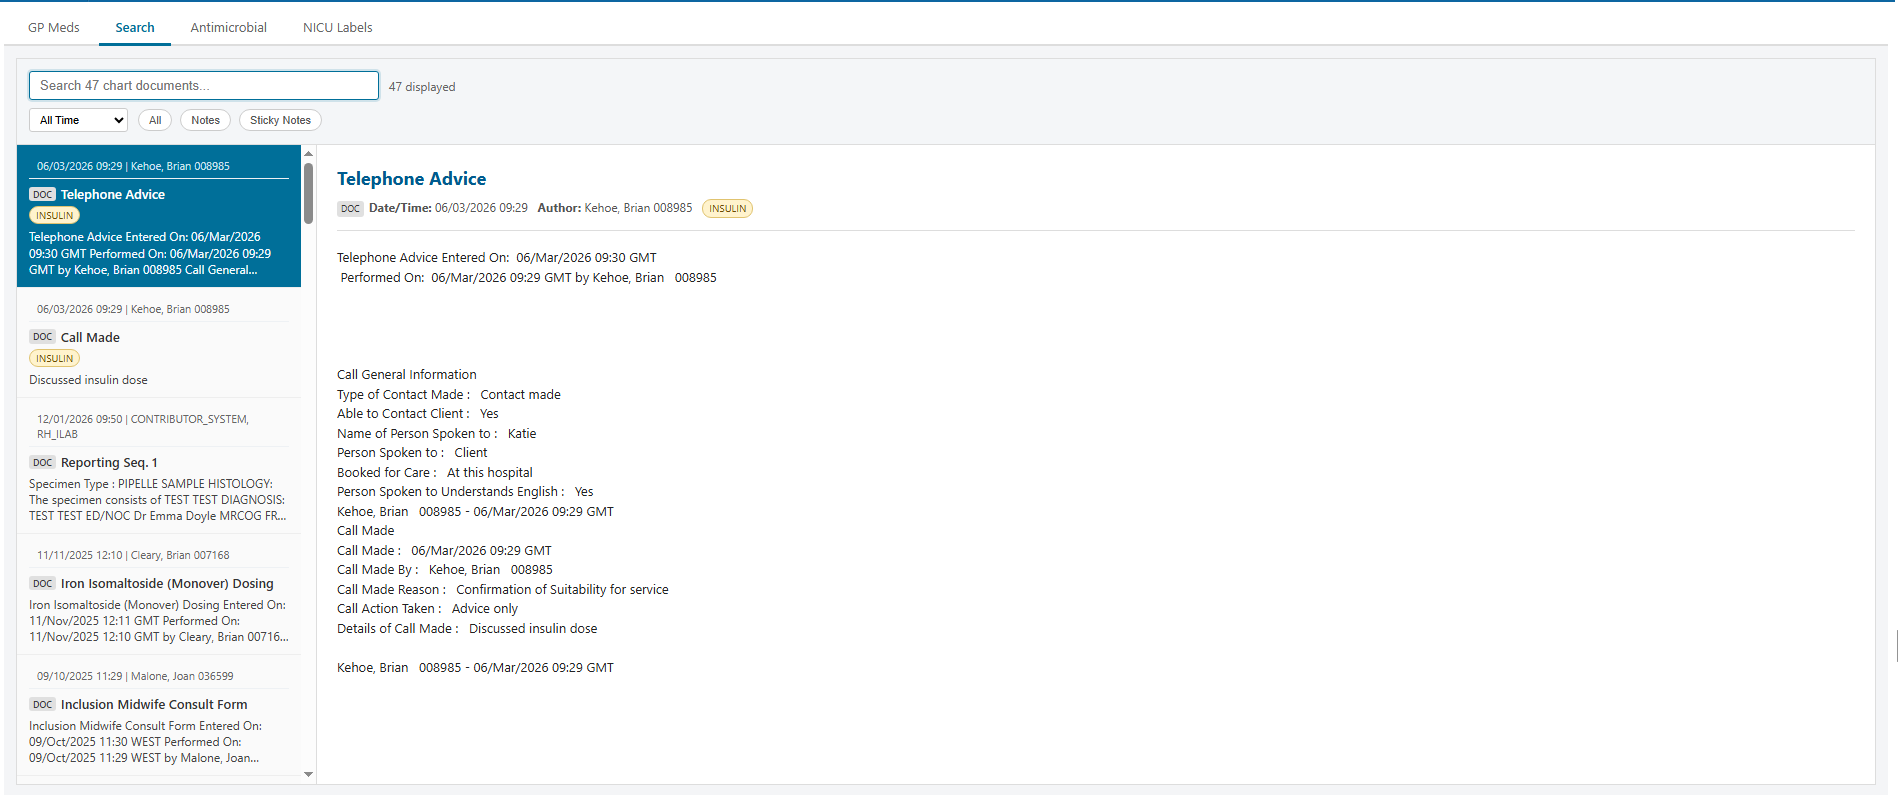 GP Meds Search Antimicrobial NICU Labels
Search 47 chart documents...
47 displayed
All Time All Notes Sticky Notes
06/03/2026 09:29 | Kehoe, Brian 008985
DOC Telephone Advice
INSULIN
Telephone Advice Entered On: 06/Mar/2026
09:30 GMT Performed On: 06/Mar/2026 09:29
GMT by Kehoe, Brian 008985 Call General...
06/03/2026 09:29 | Kehoe, Brian 008985
DOC Call Made
INSULIN
Discussed insulin dose
12/01/2026 09:50 | CONTRIBUTOR_SYSTEM,
RH_ILAB
DOC Reporting Seq. 1
Specimen Type : PIPELLE SAMPLE HISTOLOGY:
The specimen consists of TEST TEST DIAGNOSIS:
TEST TEST ED/NOC Dr Emma Doyle MRCOG FR...
11/11/2025 12:10 | Cleary, Brian 007168
DOC Iron Isomaltoside (Monover) Dosing
Iron Isomaltoside (Monover) Dosing Entered On:
11/Nov/2025 12:11 GMT Performed On:
11/Nov/2025 12:10 GMT by Cleary, Brian 00716...
09/10/2025 11:29 | Malone, Joan 036599
DOC Inclusion Midwife Consult Form
Inclusion Midwife Consult Form Entered On:
09/Oct/2025 11:30 WEST Performed On:
09/Oct/2025 11:29 WEST by Malone, Joan...
Telephone Advice
DOC Date/Time: 06/03/2026 09:29 Author: Kehoe, Brian 008985 INSULIN
Telephone Advice Entered On: 06/Mar/2026 09:30 GMT
Performed On: 06/Mar/2026 09:29 GMT by Kehoe, Brian 008985
Call General Information
Type of Contact Made : Contact made
Able to Contact Client : Yes
Name of Person Spoken to : Katie
Person Spoken to : Client
Booked for Care : At this hospital
Person Spoken to Understands English : Yes
Kehoe, Brian 008985 - 06/Mar/2026 09:29 GMT
Call Made
Call Made : 06/Mar/2026 09:29 GMT
Call Made By : Kehoe, Brian 008985
Call Made Reason : Confirmation of Suitability for service
Call Action Taken : Advice only
Details of Call Made : Discussed insulin dose
Kehoe, Brian 008985 - 06/Mar/2026 09:29 GMT